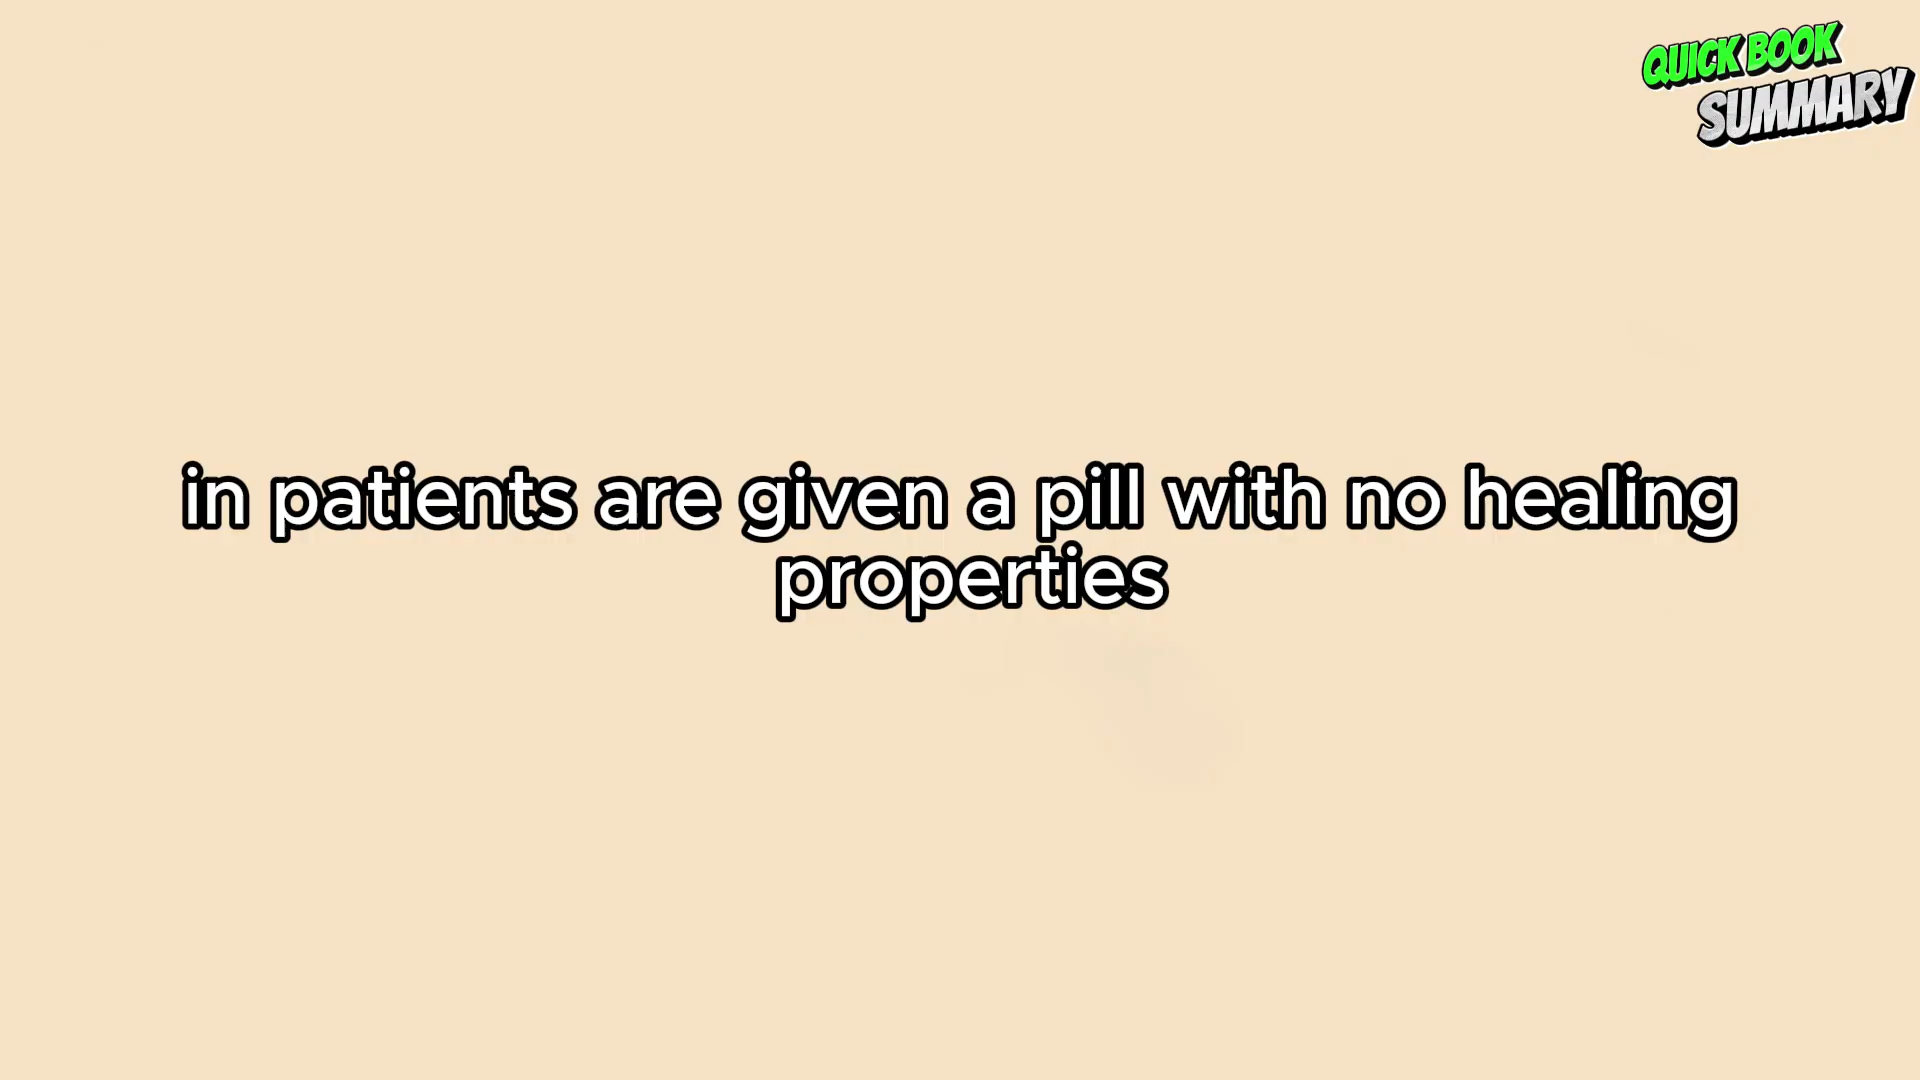 QUICK BOOK
SUMMARY
in patients are given a pill with no healing
properties